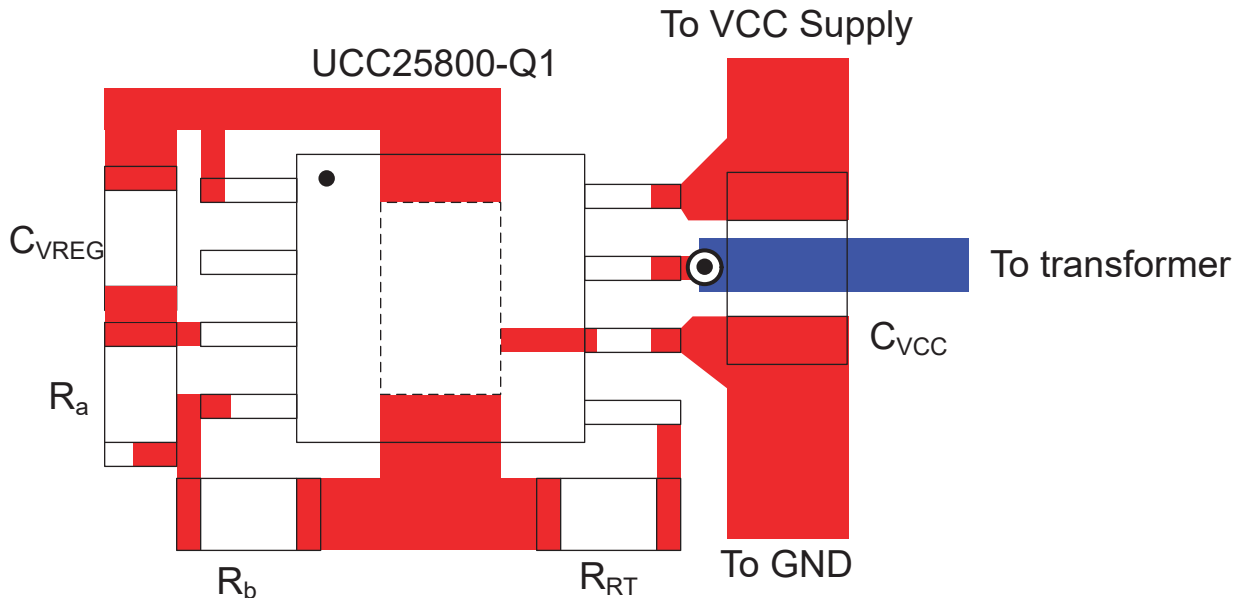 To VCC Supply
UCC25800-Q1
CVREG
To transformer
CVCC
Ra
To GND
Rb
RRT